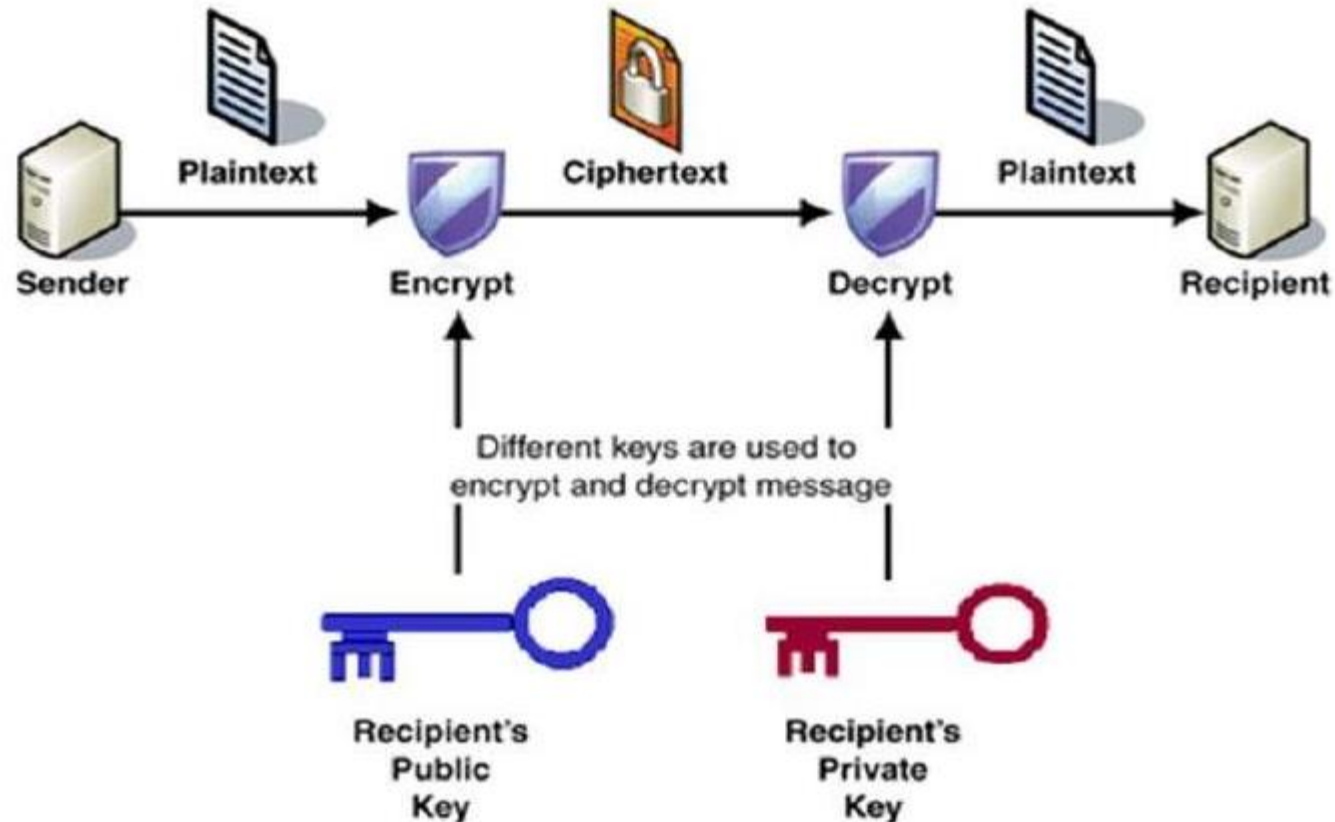 Plaintext
Ciphertext
Plaintext
Sender
Encrypt
Decrypt
Recipient
Different keys are used to
encrypt and decrypt message
Recipient's
Public
Key
Recipient's
Private
Key